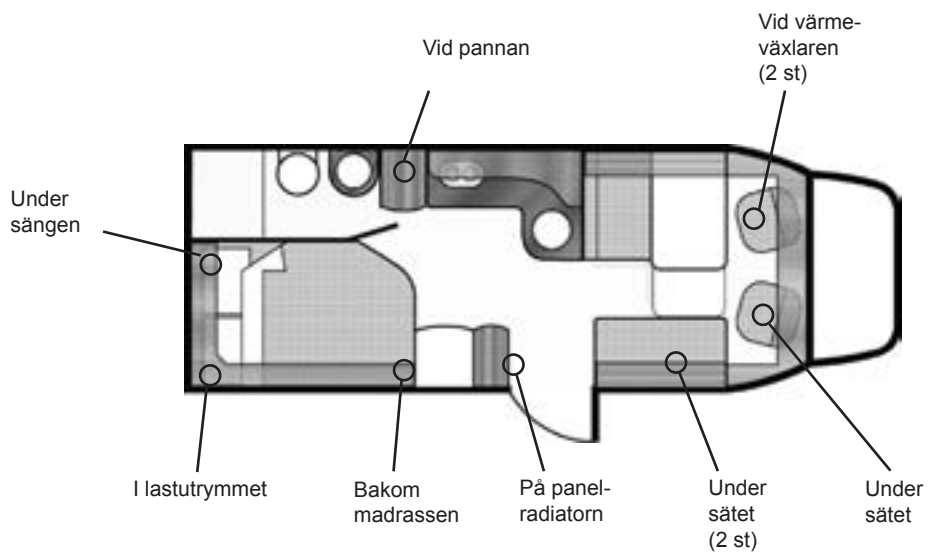 Vid pannan
Vid värme-
växlaren
(2 st)
Under
sängen
I lastutrymmet
Bakom
madrassen
På panel-
radiatorn
Under
sätet
(2 st)
Under
sätet